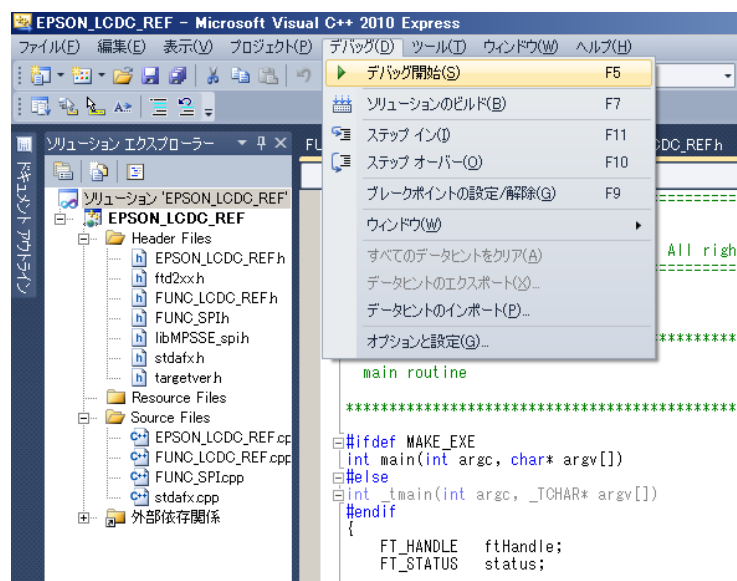 EPSON_LCDC_REF - Microsoft Visual C++ 2010 Express
ファイル(F) 編集(E) 表示(V) プロジェクト(P) デバッグ(D) ツール(T) ウィンドウ(W) ヘルプ(H)
デバッグ開始(S) F5
ソリューションのビルド(B) F7
ステップ イン(I) F11
ステップ オーバー(O) F10
ブレークポイントの設定/解除(G) F9
ウィンドウ(W)
すべてのデータヒントをクリア(A)
データヒントのエクスポート(X)...
データヒントのインポート(P)...
オプションと設定(G)...
ドキュメント アウトライン
ソリューション エクスプローラー
ソリューション 'EPSON_LCDC_REF'
EPSON_LCDC_REF
Header Files
EPSON_LCDC_REF.h
ftd2xx.h
FUNC_LCDC_REF.h
FUNC_SPI.h
libMPSSE_spi.h
stdafx.h
targetver.h
Resource Files
Source Files
EPSON_LCDC_REF.cp
FUNC_LCDC_REF.cpp
FUNC_SPI.cpp
stdafx.cpp
外部依存関係
FU
DC_REF.h
==========
All righ
==========
****************
main routine
***********************************************
#ifdef MAKE_EXE
int main(int argc, char* argv[])
#else
int _tmain(int argc, _TCHAR* argv[])
#endif
{
FT_HANDLE ftHandle;
FT_STATUS status;